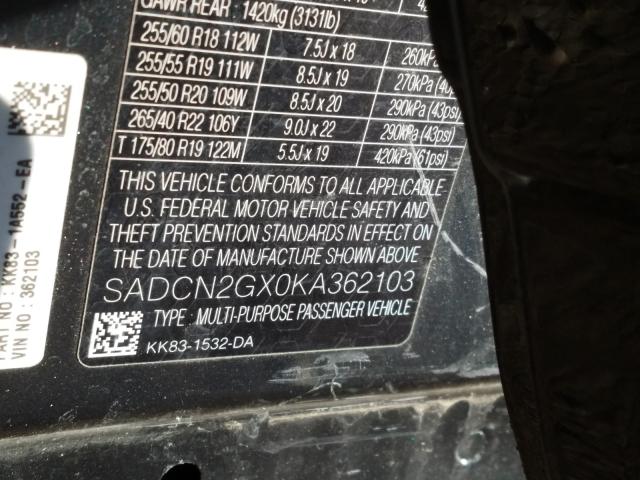 GAWR REAR : 1420kg (3131lb)
255/60 R18 112W 7.5J x 18 260kPa
255/55 R19 111W 8.5J x 19 270kPa
255/50 R20 109W 8.5J x 20 290kPa (43psi)
265/40 R22 106Y 9.0J x 22 290kPa (43psi)
T 175/80 R19 122M 5.5J x 19 420kPa (61psi)
THIS VEHICLE CONFORMS TO ALL APPLICABLE
U.S. FEDERAL MOTOR VEHICLE SAFETY AND
THEFT PREVENTION STANDARDS IN EFFECT ON
THE DATE OF MANUFACTURE SHOWN ABOVE
SADCN2GX0KA362103
TYPE : MULTI-PURPOSE PASSENGER VEHICLE
KK83-1532-DA
PART NO : KK83 - 1A552 - EA
VIN NO : 362103